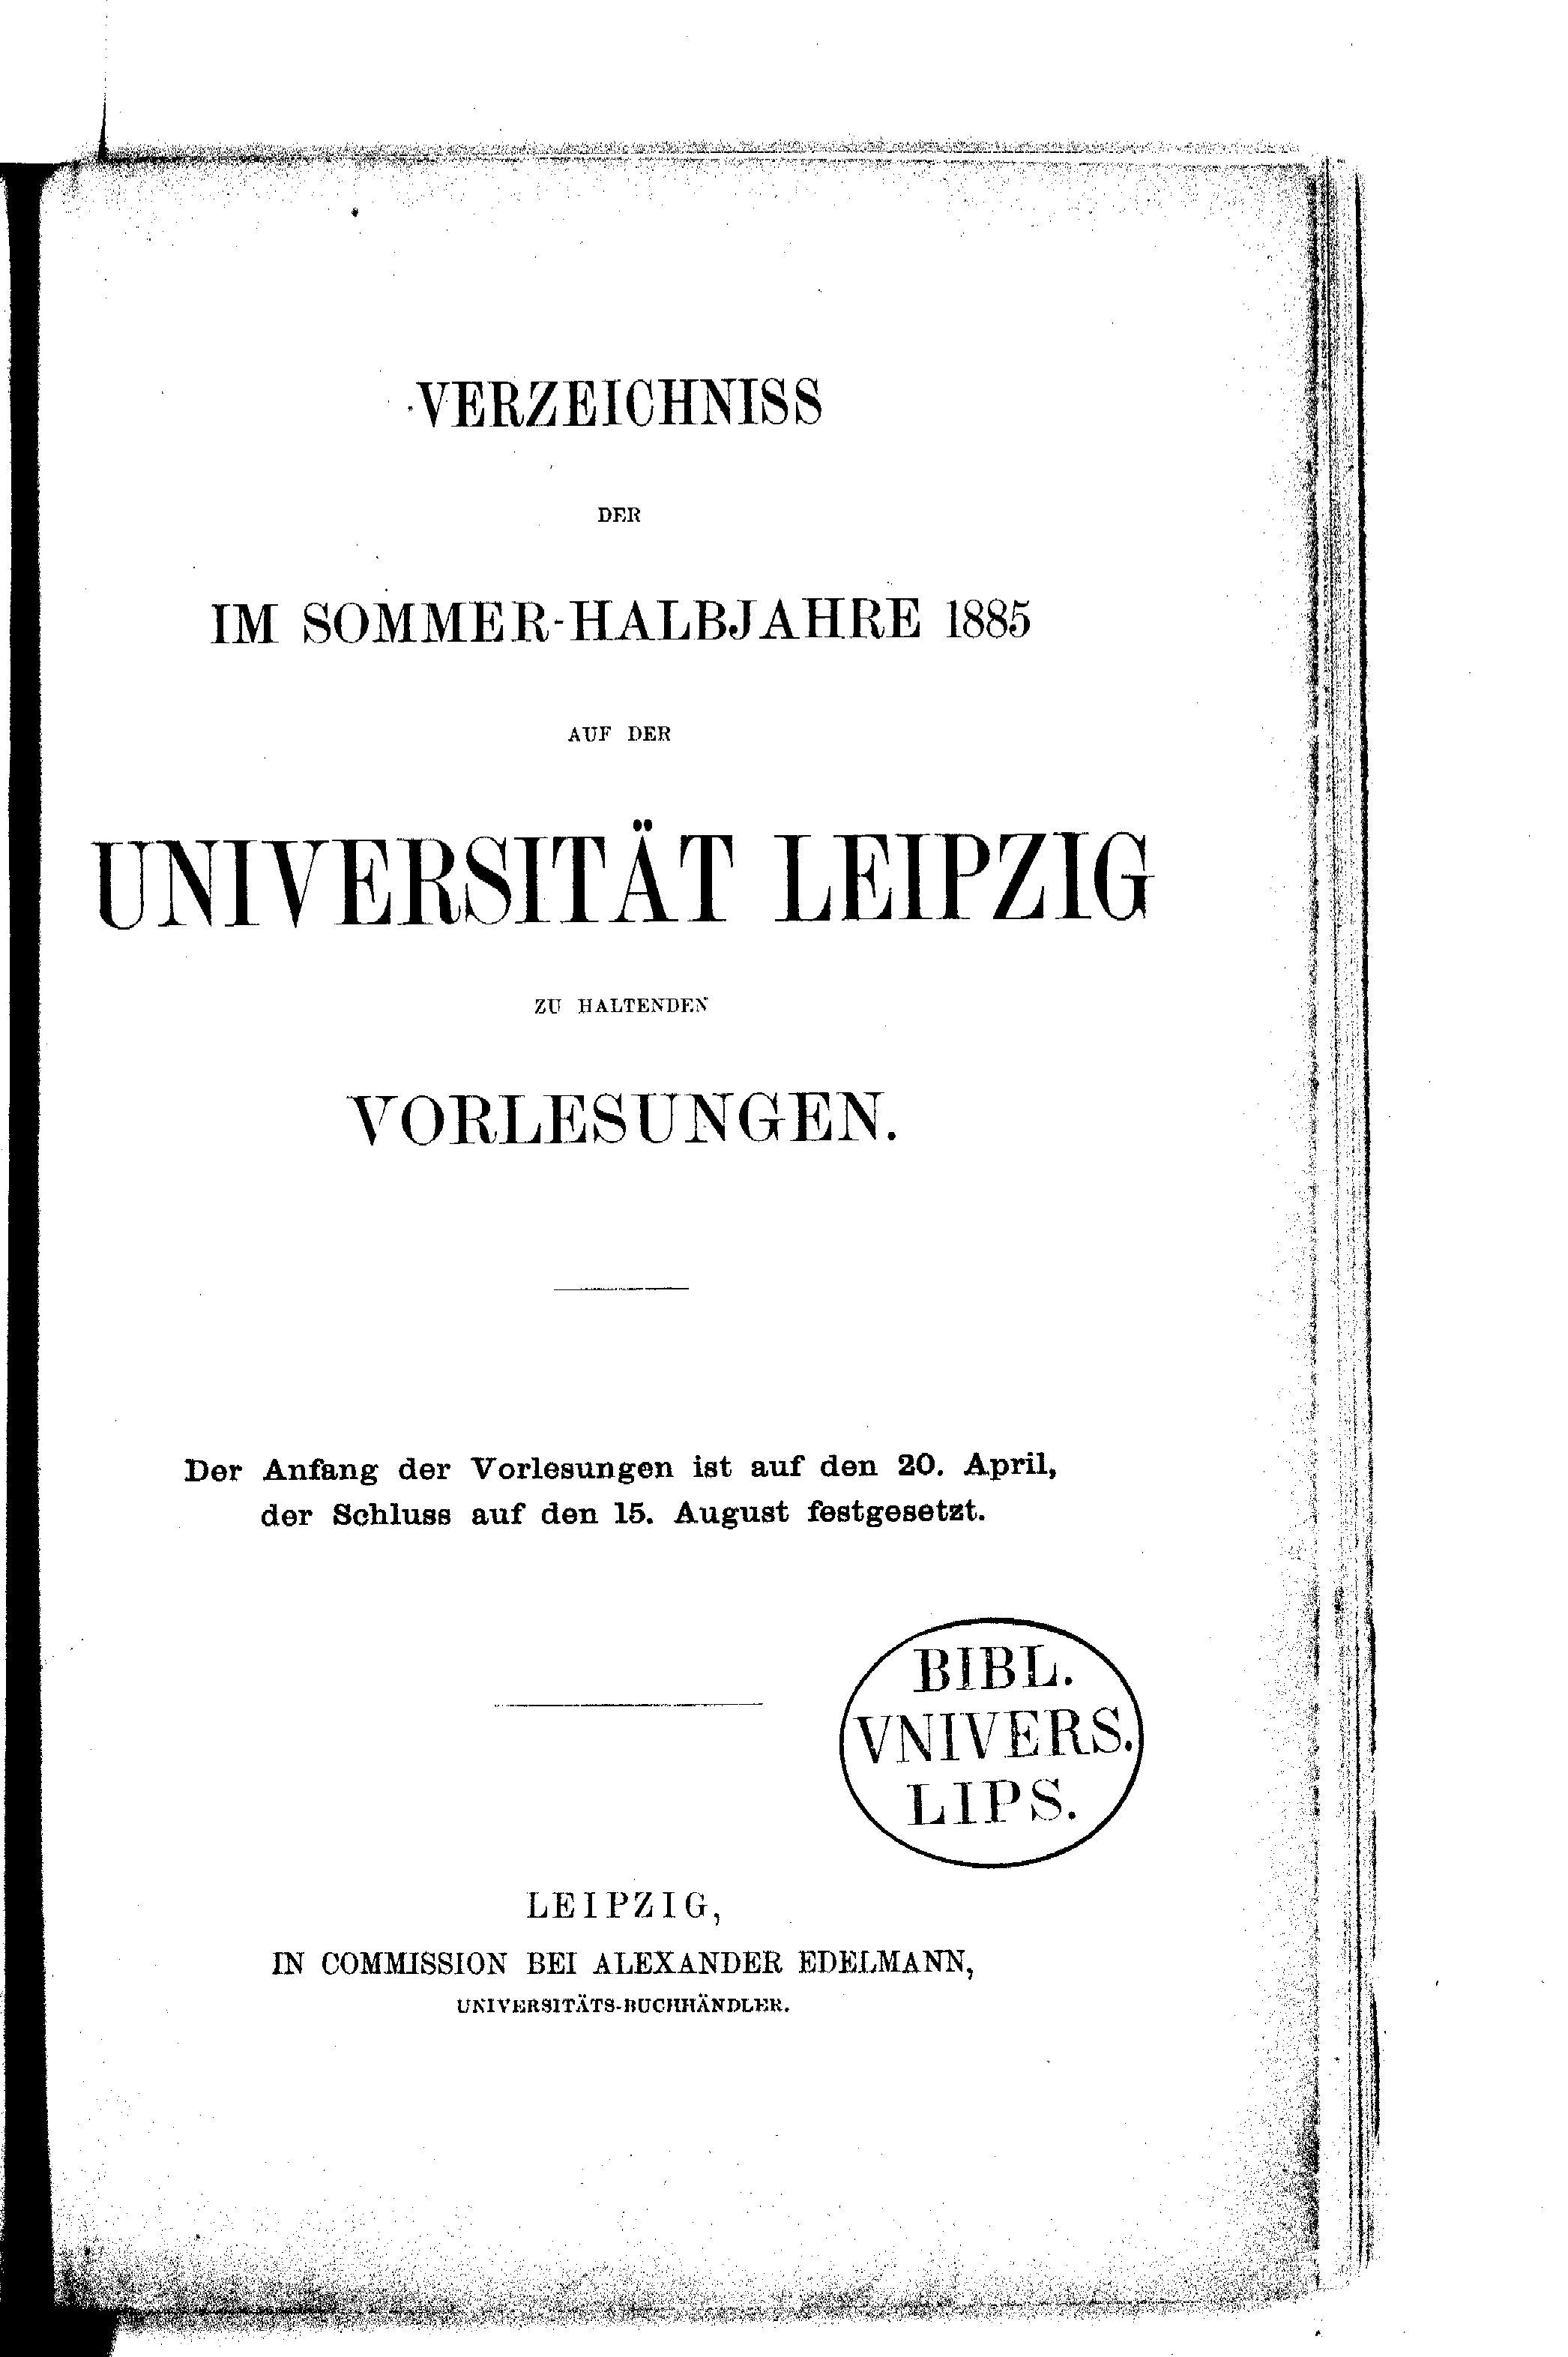 VERZEICHNISS
DER
IM SOMMER-HALBJAHRE 1885
AUF DER
UNIVERSITÄT LEIPZIG
ZU HALTENDEN
VORLESUNGEN.
Der Anfang der Vorlesungen ist auf den 20. April,
der Schluss auf den 15. August festgesetzt.
BIBL.
VNIVERS.
LIPS.
LEIPZIG,
IN COMMISSION BEI ALEXANDER EDELMANN,
UNIVERSITÄTS-BUCHHÄNDLER.